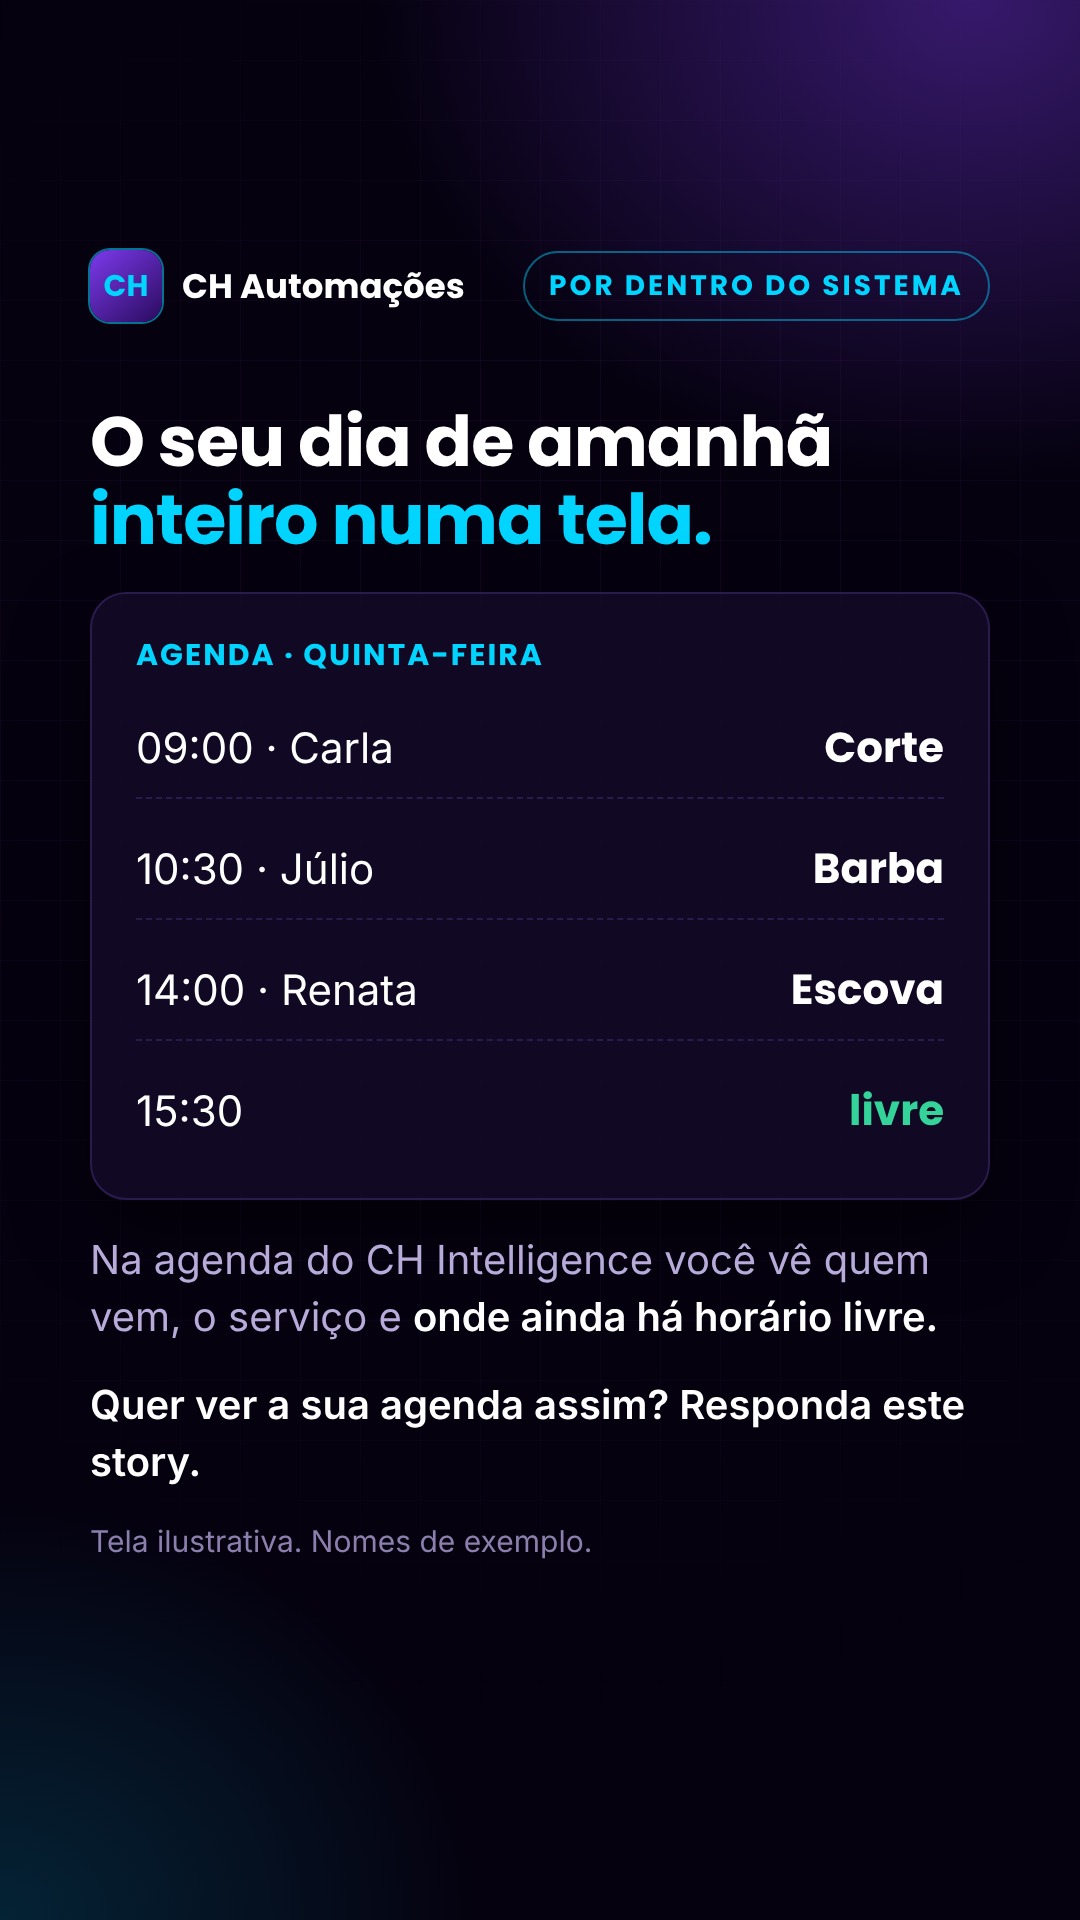 CH
CH Automações
POR DENTRO DO SISTEMA
O seu dia de amanhã
inteiro numa tela.
AGENDA · QUINTA-FEIRA
09:00 · Carla Corte
10:30 · Júlio Barba
14:00 · Renata Escova
15:30 livre
Na agenda do CH Intelligence você vê quem
vem, o serviço e onde ainda há horário livre.
Quer ver a sua agenda assim? Responda este
story.
Tela ilustrativa. Nomes de exemplo.